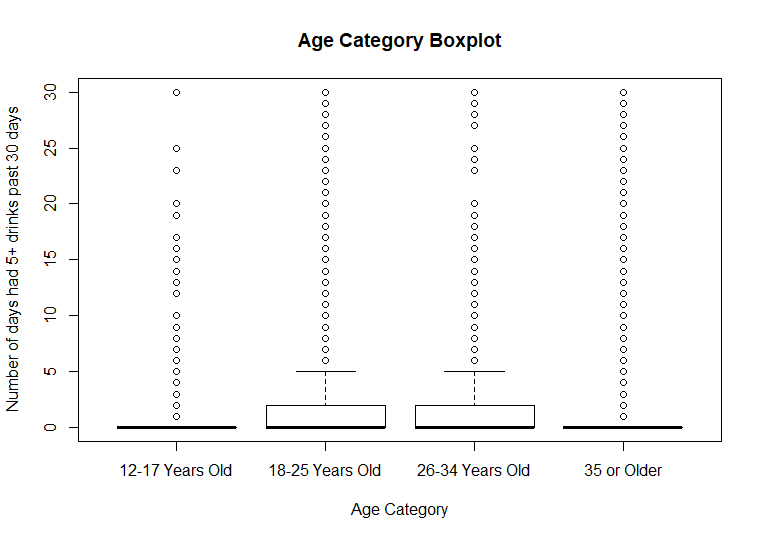 Age Category Boxplot
Number of days had 5+ drinks past 30 days
30
25
20
15
10
5
0
12-17 Years Old 18-25 Years Old 26-34 Years Old 35 or Older
Age Category